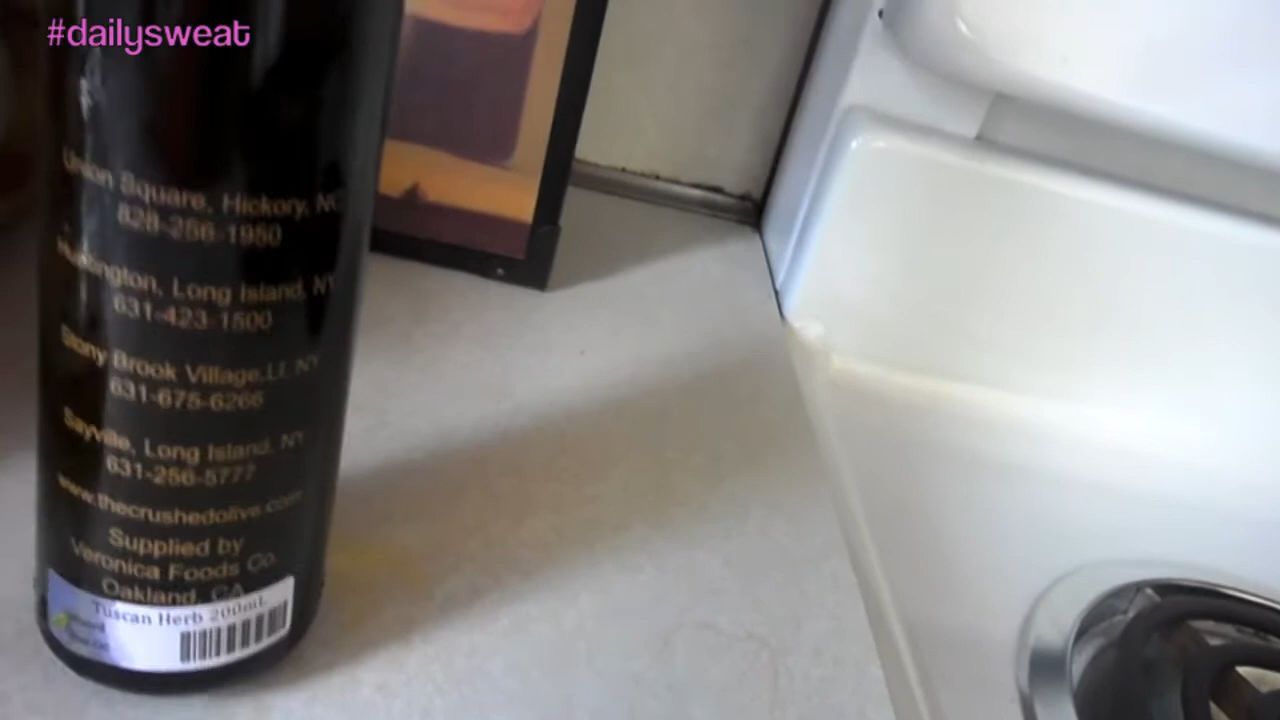 #dailysweat
Union Square, Hickory, NC
828-256-1950
Huntington, Long Island, NY
631-423-1500
Stony Brook Village,LI, NY
631-675-6266
Sayville, Long Island, NY
631-256-5777
www.thecrushedolive.com
Supplied by
Veronica Foods Co.
Oakland, CA
Tuscan Herb 200mL